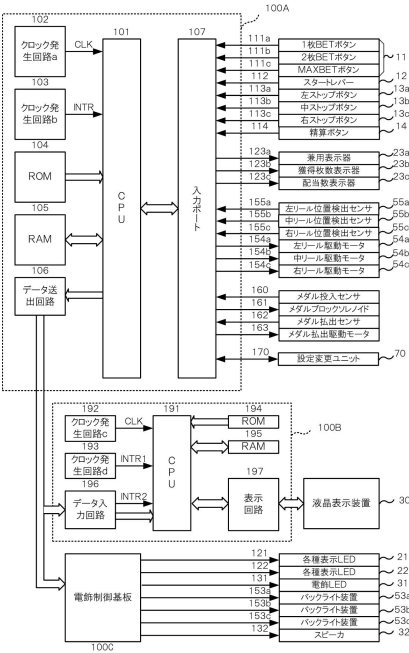 100A
102
クロック発
生回路a
CLK
101
CPU
107
入力ポート
103
クロック発
生回路b
INTR
104
ROM
105
RAM
106
データ送
出回路
111a
1枚BETボタン
111b
2枚BETボタン
111c
MAXBETボタン
11
112
スタートレバー
12
113a
左ストップボタン
13a
113b
中ストップボタン
13b
113c
右ストップボタン
13c
114
精算ボタン
14
123a
兼用表示器
23a
123b
獲得枚数表示器
23b
123c
配当数表示器
23c
155a
左リール位置検出センサ
55a
155b
中リール位置検出センサ
55b
155c
右リール位置検出センサ
55c
154a
左リール駆動モータ
54a
154b
中リール駆動モータ
54b
154c
右リール駆動モータ
54c
160
メダル投入センサ
161
メダルブロックソレノイド
162
メダル払出センサ
163
メダル払出駆動モータ
170
設定変更ユニット
70
100B
192
クロック発
生回路c
CLK
191
CPU
193
クロック発
生回路d
INTR1
196
データ入
力回路
INTR2
194
ROM
195
RAM
197
表示
回路
液晶表示装置
30
電飾制御基板
100C
121
各種表示LED
21
122
各種表示LED
22
131
電飾LED
31
153a
バックライト装置
53a
153b
バックライト装置
53b
153c
バックライト装置
53c
132
スピーカ
32